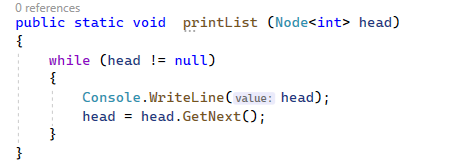 0 references
public static void  printList (Node<int> head)
{
    while (head != null)
    {
        Console.WriteLine(value: head);
        head = head.GetNext();
    }
}